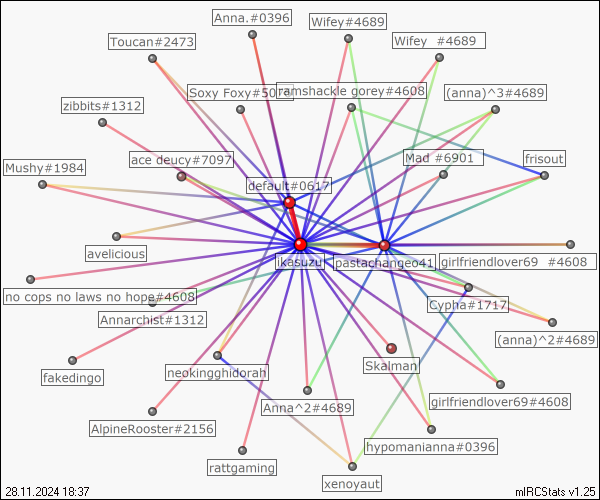 Anna.#0396
Wifey#4689
Toucan#2473
Wifey #4689
Soxy Foxy#50
ramshackle gorey#4608
(anna)^3#4689
zibbits#1312
Mushy#1984
ace deucy#7097
Mad #6901
frisout
default#0617
avelicious
ikesuzu
pastachangeo41
girlfriendlover69 #4608
no cops no laws no hope#4608
Cypha#1717
Annarchist#1312
(anna)^2#4689
fakedingo
neokingghidorah
Skalman
Anna^2#4689
girlfriendlover69#4608
AlpineRooster#2156
hypomanianna#0396
rattgaming
xenoyaut
28.11.2024 18:37
mIRCStats v1.25